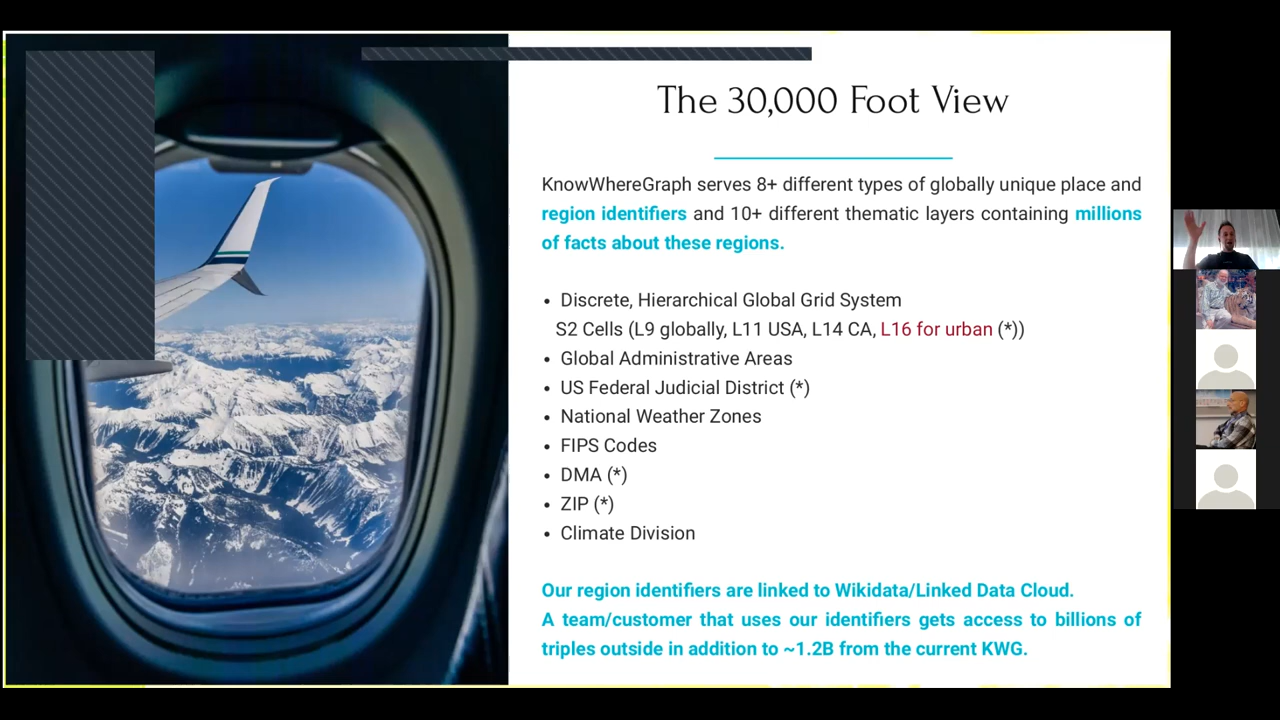 The 30,000 Foot View
KnowWhereGraph serves 8+ different types of globally unique place and
region identifiers and 10+ different thematic layers containing millions
of facts about these regions.
• Discrete, Hierarchical Global Grid System
S2 Cells (L9 globally, L11 USA, L14 CA, L16 for urban (*))
• Global Administrative Areas
• US Federal Judicial District (*)
• National Weather Zones
• FIPS Codes
• DMA (*)
• ZIP (*)
• Climate Division
Our region identifiers are linked to Wikidata/Linked Data Cloud.
A team/customer that uses our identifiers gets access to billions of
triples outside in addition to ~1.2B from the current KWG.